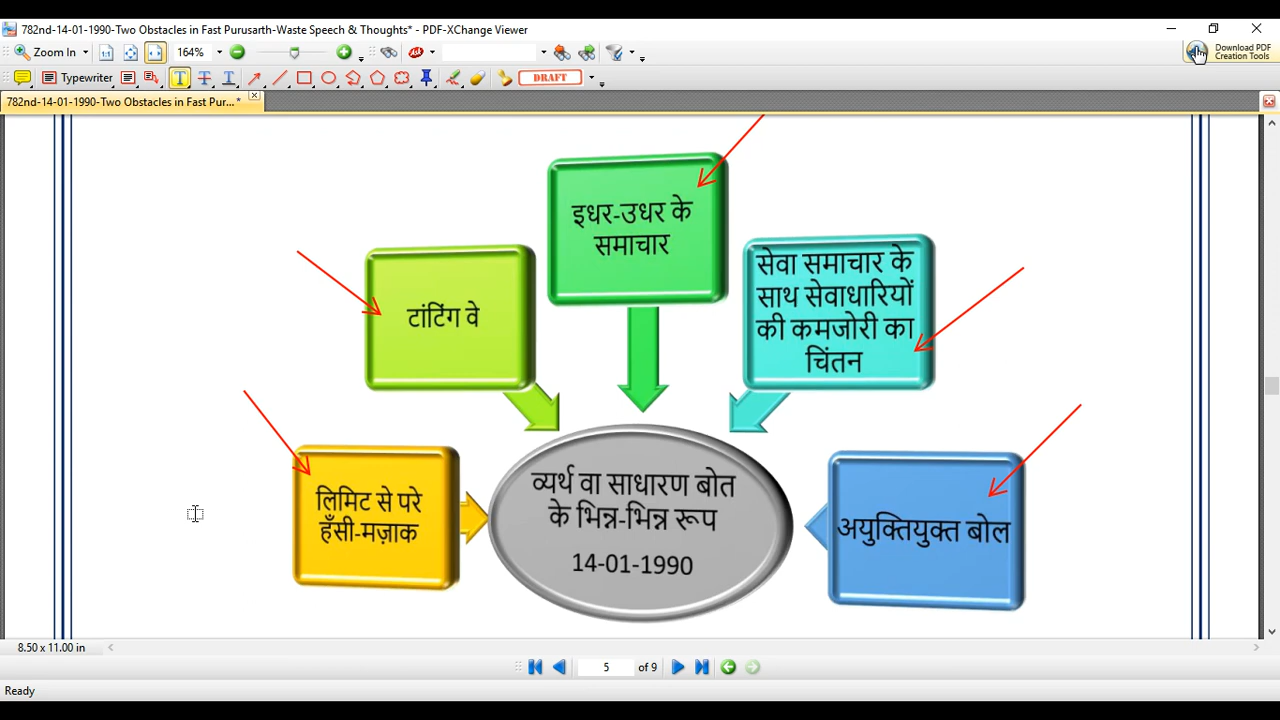 782nd-14-01-1990-Two Obstacles in Fast Purusarth-Waste Speech & Thoughts* - PDF-XChange Viewer
Zoom In
164%
Download PDF
Creation Tools
Typewriter
DRAFT
782nd-14-01-1990-Two Obstacles in Fast Pur...*
इधर-उधर के
समाचार
टांटिंग वे
सेवा समाचार के
साथ सेवाधारियों
की कमजोरी का
चिंतन
लिमिट से परे
हँसी-मज़ाक
व्यर्थ वा साधारण बोत
के भिन्न-भिन्न रूप
14-01-1990
अयुक्तियुक्त बोल
8.50 x 11.00 in
5
of 9
Ready